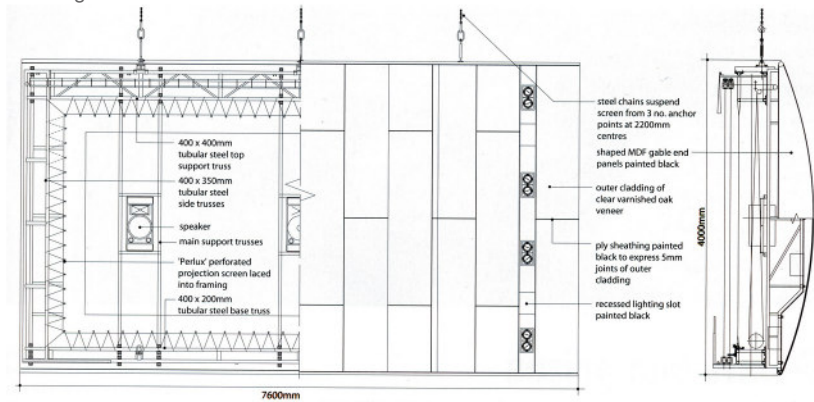 400 x 400mm
tubular steel top
support truss
400 x 350mm
tubular steel
side trusses
speaker
main support trusses
'Perlux' perforated
projection screen laced
into framing
400 x 200mm
tubular steel base truss
7600mm
steel chains suspend
screen from 3 no. anchor
points at 2200mm
centres
shaped MDF gable end
panels painted black
outer cladding of
clear varnished oak
veneer
ply sheathing painted
black to express 5mm
joints of outer
cladding
recessed lighting slot
painted black
4000mm